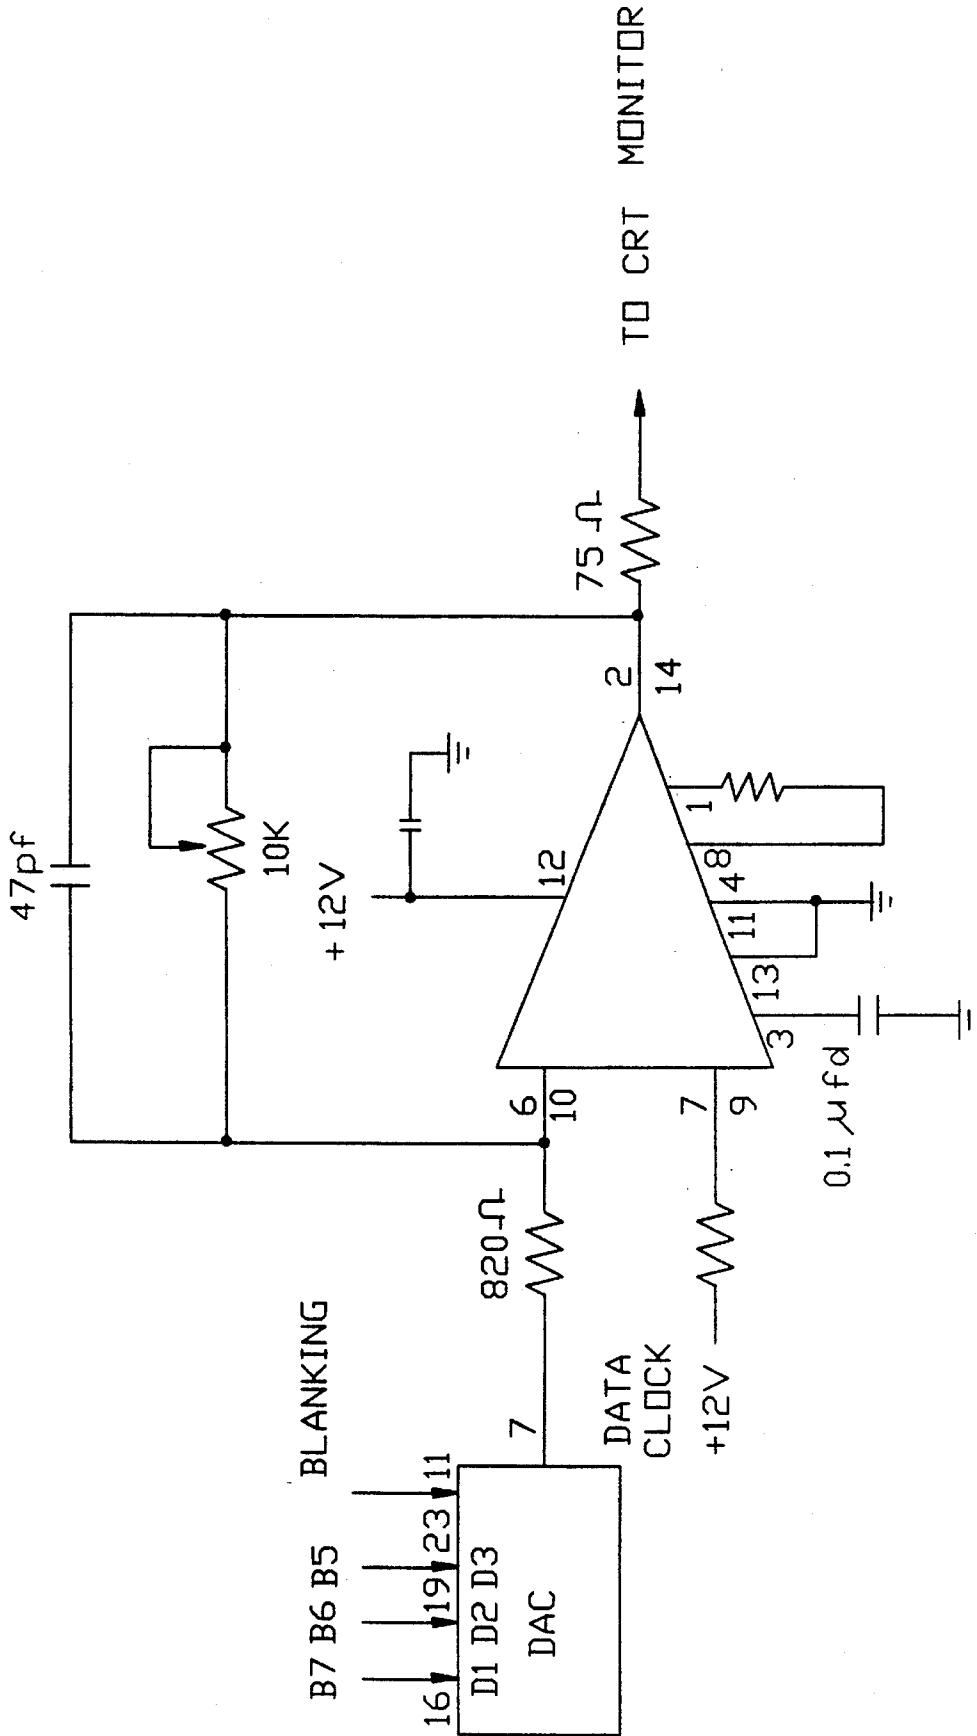 47pf
10K
+12V
12
B7 B6 B5
BLANKING
16
19
23
11
D1 D2 D3
DAC
7
820Ω
6
10
2
14
75 Ω
TO CRT MONITOR
DATA
CLOCK
+12V
7
9
3
13
11
4
8
1
0.1 μfd